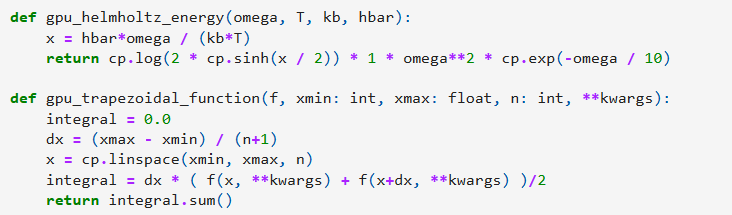 def gpu_helmholtz_energy(omega, T, kb, hbar):
    x = hbar*omega / (kb*T)
    return cp.log(2 * cp.sinh(x / 2)) * 1 * omega**2 * cp.exp(-omega / 10)

def gpu_trapezoidal_function(f, xmin: int, xmax: float, n: int, **kwargs):
    integral = 0.0
    dx = (xmax - xmin) / (n+1)
    x = cp.linspace(xmin, xmax, n)
    integral = dx * ( f(x, **kwargs) + f(x+dx, **kwargs) )/2
    return integral.sum()